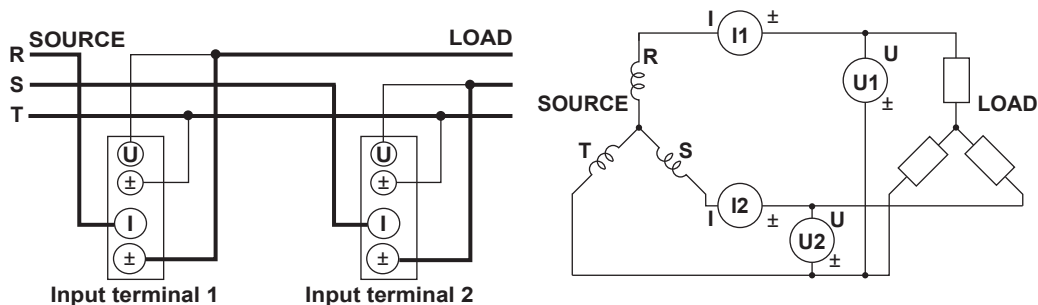 SOURCE
LOAD
R
S
T
U
±
I
±
Input terminal 1
U
±
I
±
Input terminal 2
I
I1
±
R
U
U1
±
SOURCE
LOAD
T
S
I
I2
±
U
U2
±